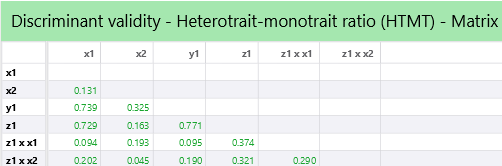 Discriminant validity - Heterotrait-monotrait ratio (HTMT) - Matrix
x1 x2 y1 z1 z1 x x1 z1 x x2
x1
x2 0.131
y1 0.739 0.325
z1 0.729 0.163 0.771
z1 x x1 0.094 0.193 0.095 0.374
z1 x x2 0.202 0.045 0.190 0.321 0.290